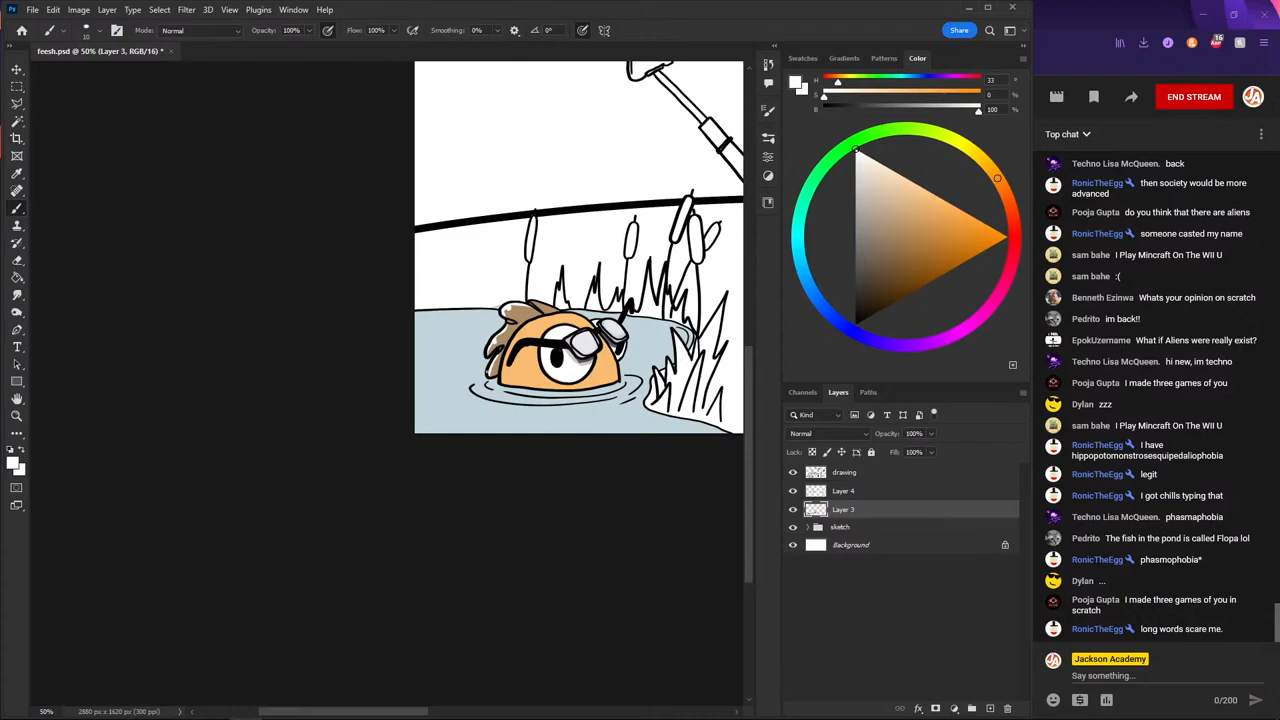 Ps File Edit Image Layer Type Select Filter 3D View Plugins Window Help
10 Mode: Normal Opacity: 100% Flow: 100% Smoothing: 0% 0° Share
feesh.psd @ 50% (Layer 3, RGB/16) * ×
Swatches Gradients Patterns Color
H 33 °
S 0 %
B 100 %
Channels Layers Paths
Kind
Normal Opacity: 100%
Lock: Fill: 100%
drawing
Layer 4
Layer 3
sketch
Background
50% 2880 px x 1620 px (300 ppi)
16
END STREAM JA
Top chat
Techno Lisa McQueen. back
RonicTheEgg then society would be more
advanced
Pooja Gupta do you think that there are aliens
RonicTheEgg someone casted my name
sam bahe I Play Mincraft On The WII U
sam bahe :(
Benneth Ezinwa Whats your opinion on scratch
Pedrito im back!!
EpokUzername What if Aliens were really exist?
Techno Lisa McQueen. hi new, im techno
Pooja Gupta I made three games of you
Dylan zzz
sam bahe I Play Mincraft On The WII U
RonicTheEgg I have
hippopotomonstrosesquipedaliophobia
RonicTheEgg legit
RonicTheEgg I got chills typing that
Techno Lisa McQueen. phasmaphobia
Pedrito The fish in the pond is called Flopa lol
RonicTheEgg phasmophobia*
Dylan ...
Pooja Gupta I made three games of you in
scratch
RonicTheEgg long words scare me.
JA Jackson Academy
Say something...
0/200